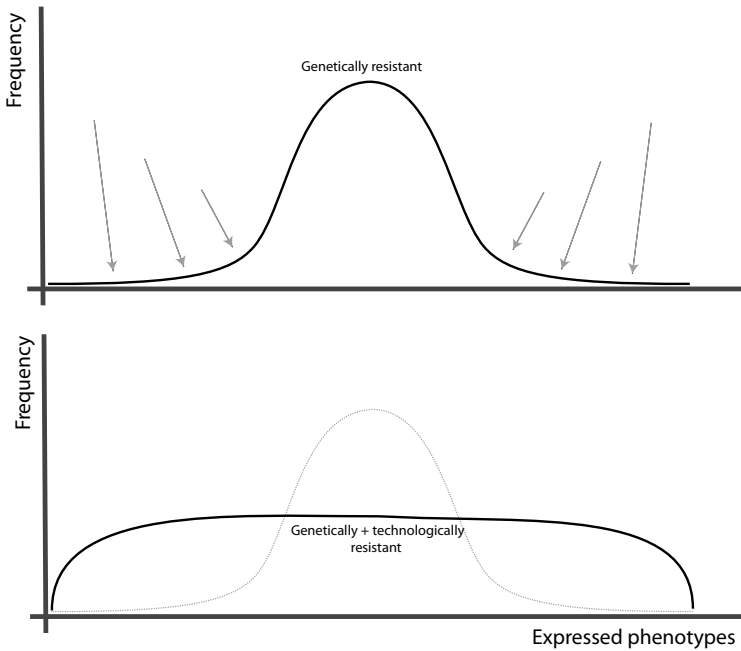 Frequency
Genetically resistant
Frequency
Genetically + technologically
resistant
Expressed phenotypes